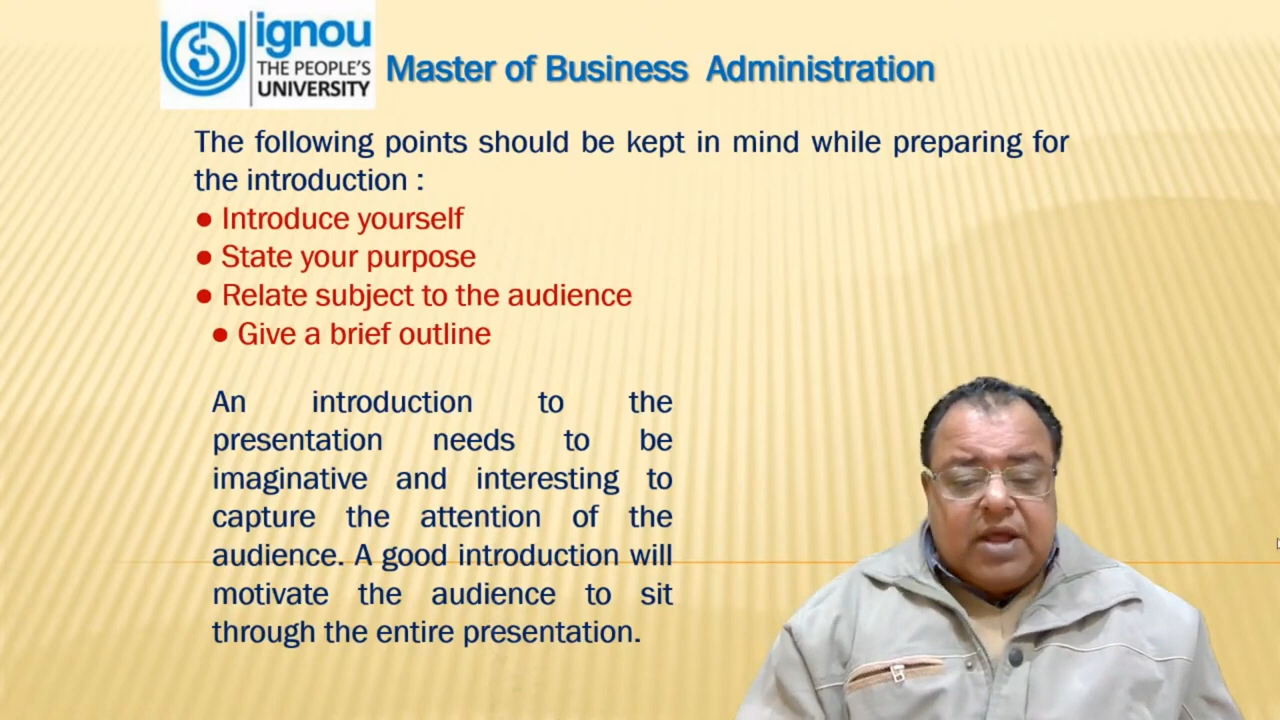 ignou
THE PEOPLE'S
UNIVERSITY
Master of Business Administration
The following points should be kept in mind while preparing for
the introduction :
● Introduce yourself
● State your purpose
● Relate subject to the audience
● Give a brief outline
An introduction to the
presentation needs to be
imaginative and interesting to
capture the attention of the
audience. A good introduction will
motivate the audience to sit
through the entire presentation.